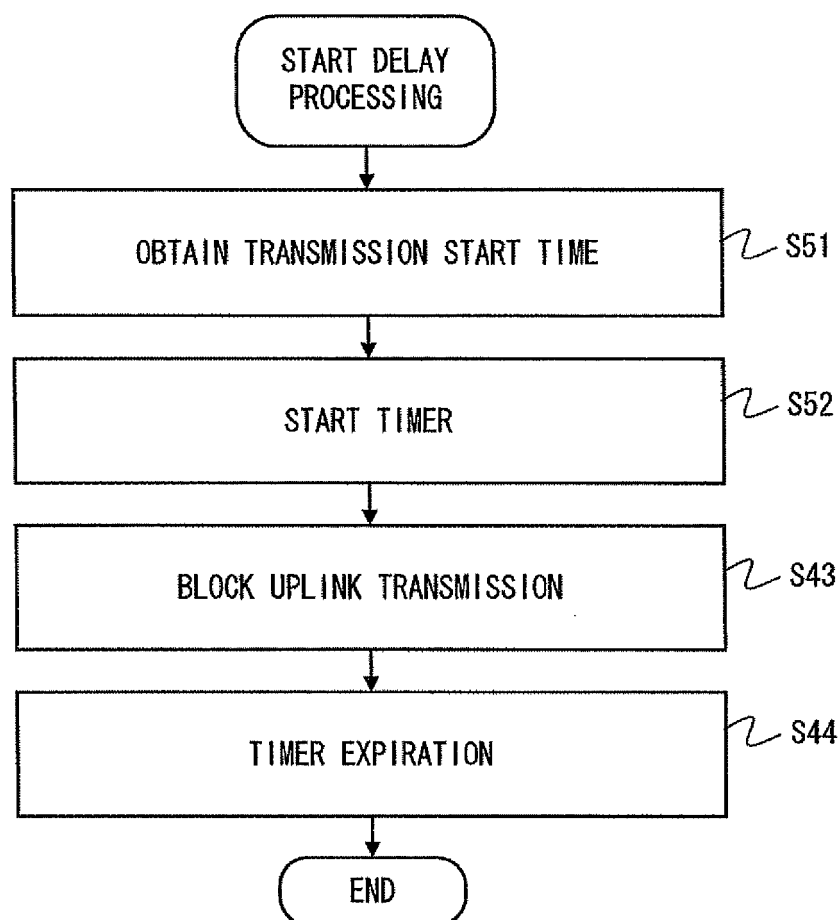 START DELAY
PROCESSING
OBTAIN TRANSMISSION START TIME
S51
START TIMER
S52
BLOCK UPLINK TRANSMISSION
S43
TIMER EXPIRATION
S44
END